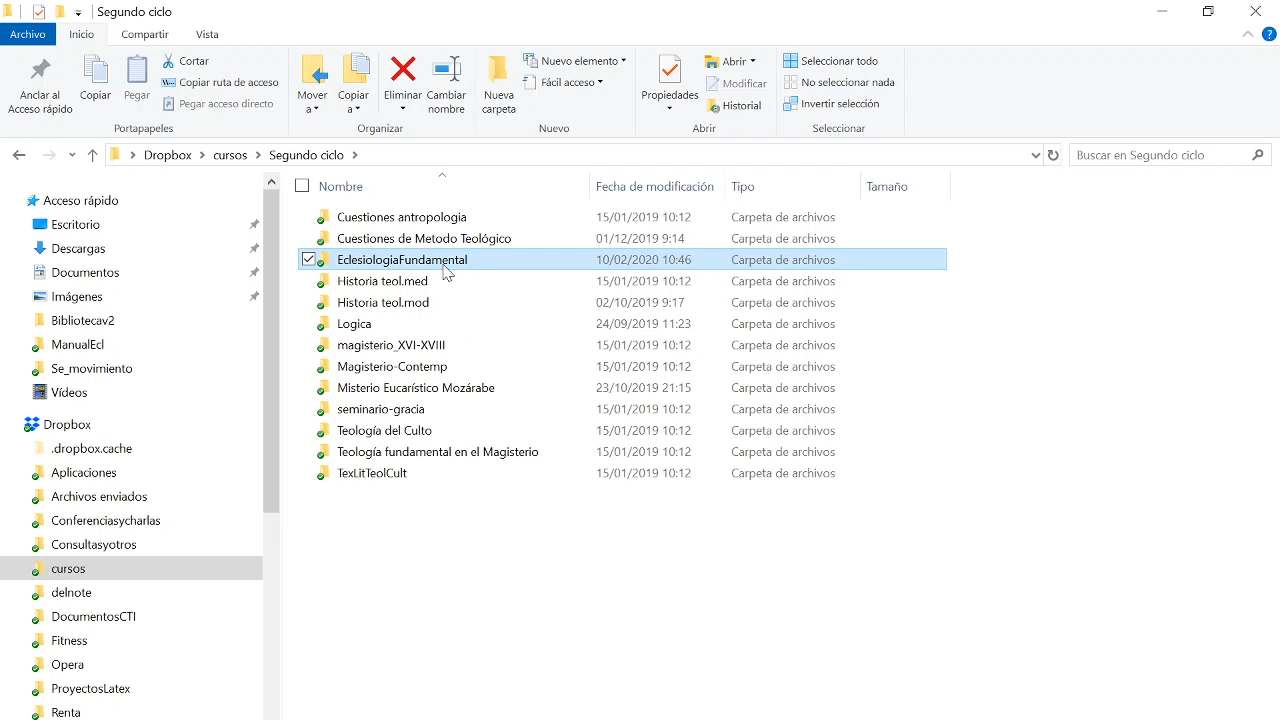 Segundo ciclo
Archivo Inicio Compartir Vista
Anclar al Acceso rápido
Copiar
Pegar
Cortar
Copiar ruta de acceso
Pegar acceso directo
Portapapeles
Mover a
Copiar a
Eliminar
Cambiar nombre
Organizar
Nueva carpeta
Nuevo elemento
Fácil acceso
Nuevo
Propiedades
Abrir
Modificar
Historial
Abrir
Seleccionar todo
No seleccionar nada
Invertir selección
Seleccionar
Dropbox > cursos > Segundo ciclo >
Buscar en Segundo ciclo
Acceso rápido
Escritorio
Descargas
Documentos
Imágenes
Bibliotecav2
ManualEcl
Se_movimiento
Vídeos
Dropbox
.dropbox.cache
Aplicaciones
Archivos enviados
Conferenciasycharlas
Consultasyotros
cursos
delnote
DocumentosCTI
Fitness
Opera
ProyectosLatex
Renta
Nombre Fecha de modificación Tipo Tamaño
Cuestiones antropologia 15/01/2019 10:12 Carpeta de archivos
Cuestiones de Metodo Teológico 01/12/2019 9:14 Carpeta de archivos
EclesiologiaFundamental 10/02/2020 10:46 Carpeta de archivos
Historia teol.med 15/01/2019 10:12 Carpeta de archivos
Historia teol.mod 02/10/2019 9:17 Carpeta de archivos
Logica 24/09/2019 11:23 Carpeta de archivos
magisterio_XVI-XVIII 15/01/2019 10:12 Carpeta de archivos
Magisterio-Contemp 15/01/2019 10:12 Carpeta de archivos
Misterio Eucarístico Mozárabe 23/10/2019 21:15 Carpeta de archivos
seminario-gracia 15/01/2019 10:12 Carpeta de archivos
Teología del Culto 15/01/2019 10:12 Carpeta de archivos
Teología fundamental en el Magisterio 15/01/2019 10:12 Carpeta de archivos
TexLitTeolCult 15/01/2019 10:12 Carpeta de archivos